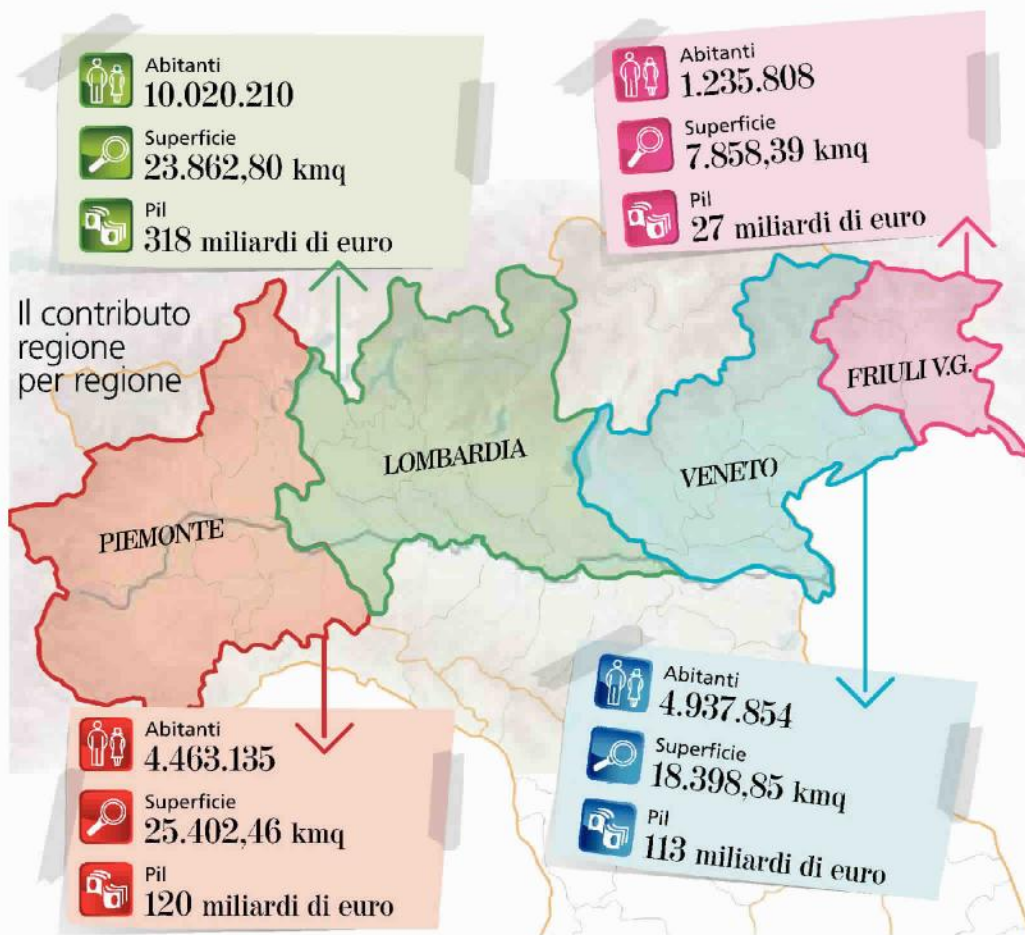 Abitanti
10.020.210
Superficie
23.862,80 kmq
Pil
318 miliardi di euro
Abitanti
1.235.808
Superficie
7.858,39 kmq
Pil
27 miliardi di euro
Il contributo
regione
per regione
PIEMONTE
LOMBARDIA
VENETO
FRIULI V.G.
Abitanti
4.463.135
Superficie
25.402,46 kmq
Pil
120 miliardi di euro
Abitanti
4.937.854
Superficie
18.398,85 kmq
Pil
113 miliardi di euro